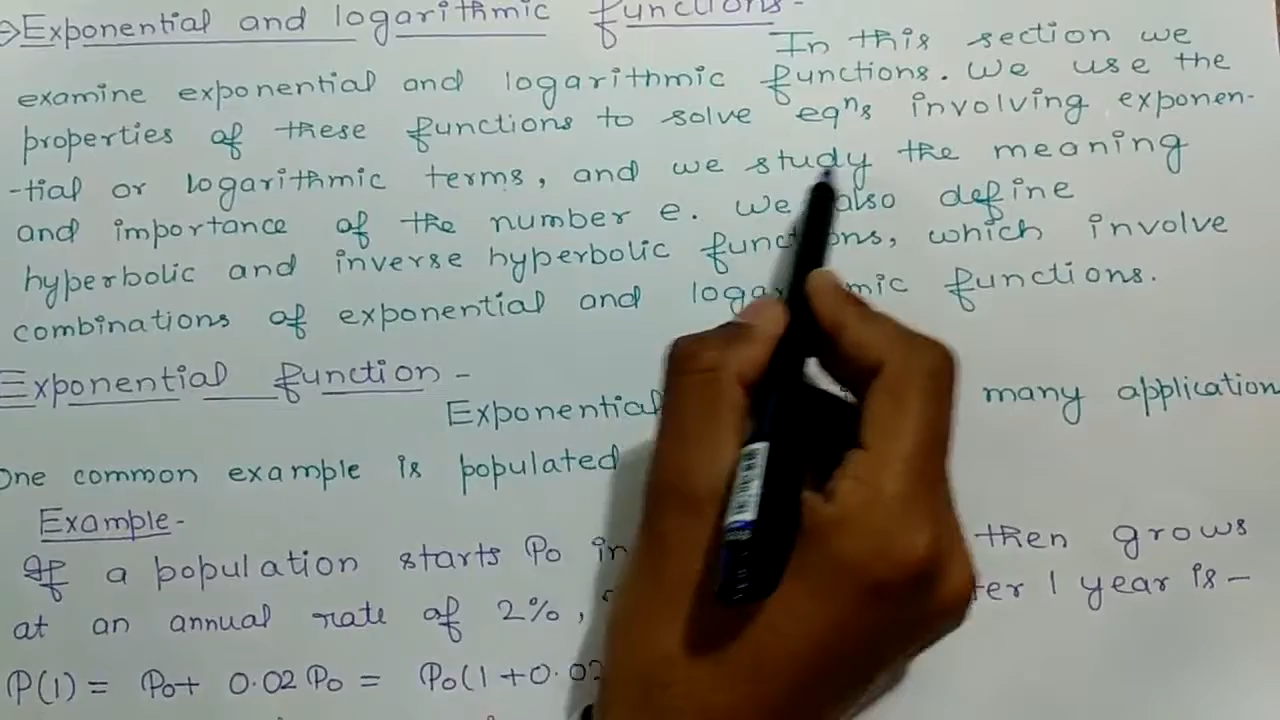 →Exponential and logarithmic functions-
In this section we
examine exponential and logarithmic functions. We use the
properties of these functions to solve eqⁿs involving exponen-
-tial or logarithmic terms, and we study the meaning
and importance of the number e. We also define
hyperbolic and inverse hyperbolic functions, which involve
combinations of exponential and logarithmic functions.
Exponential function -
Exponential many application
One common example is populated
Example-
If a population starts P₀ in then grows
at an annual rate of 2%, 1 year is -
P(1) = P₀+ 0.02 P₀ = P₀(1+0.02